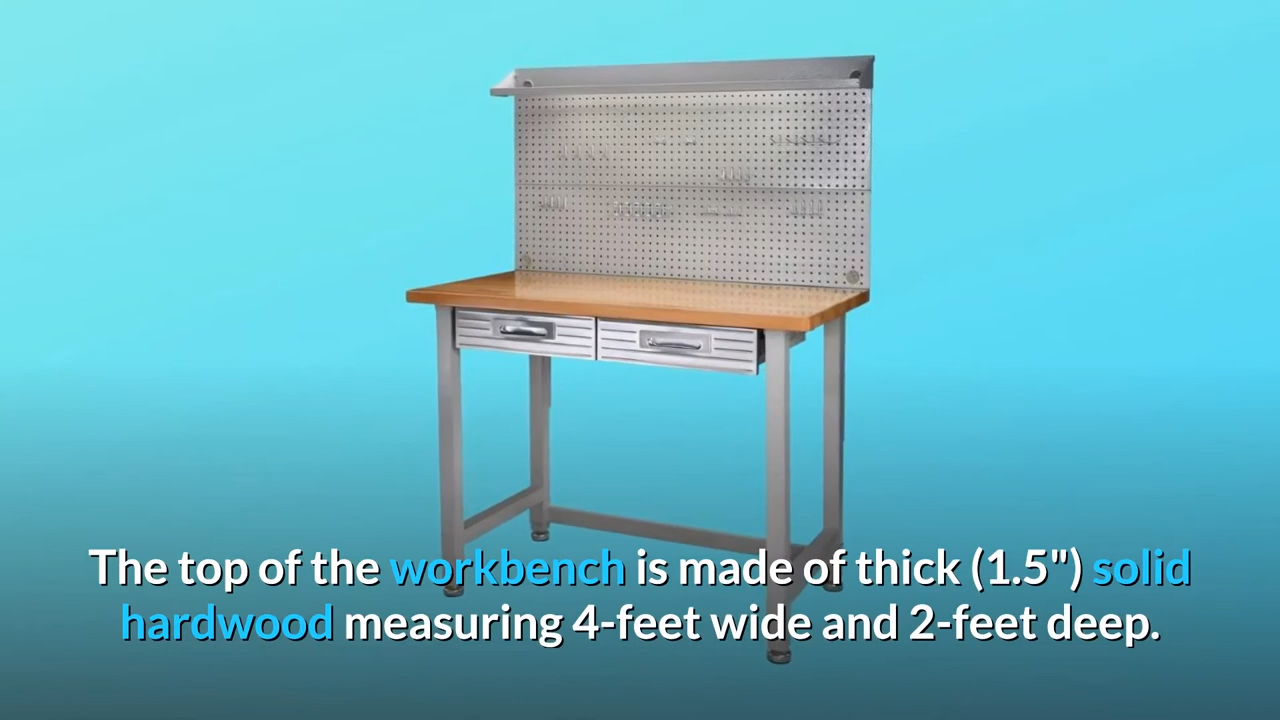 The top of the workbench is made of thick (1.5") solid
hardwood measuring 4-feet wide and 2-feet deep.